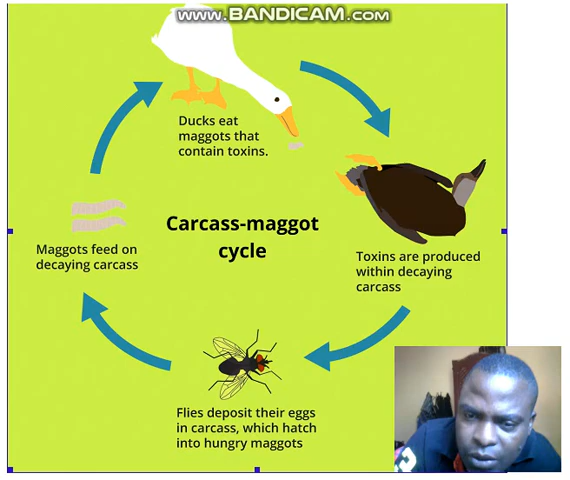 www.BANDICAM.com
Ducks eat
maggots that
contain toxins.
Carcass-maggot
cycle
Maggots feed on
decaying carcass
Toxins are produced
within decaying
carcass
Flies deposit their eggs
in carcass, which hatch
into hungry maggots